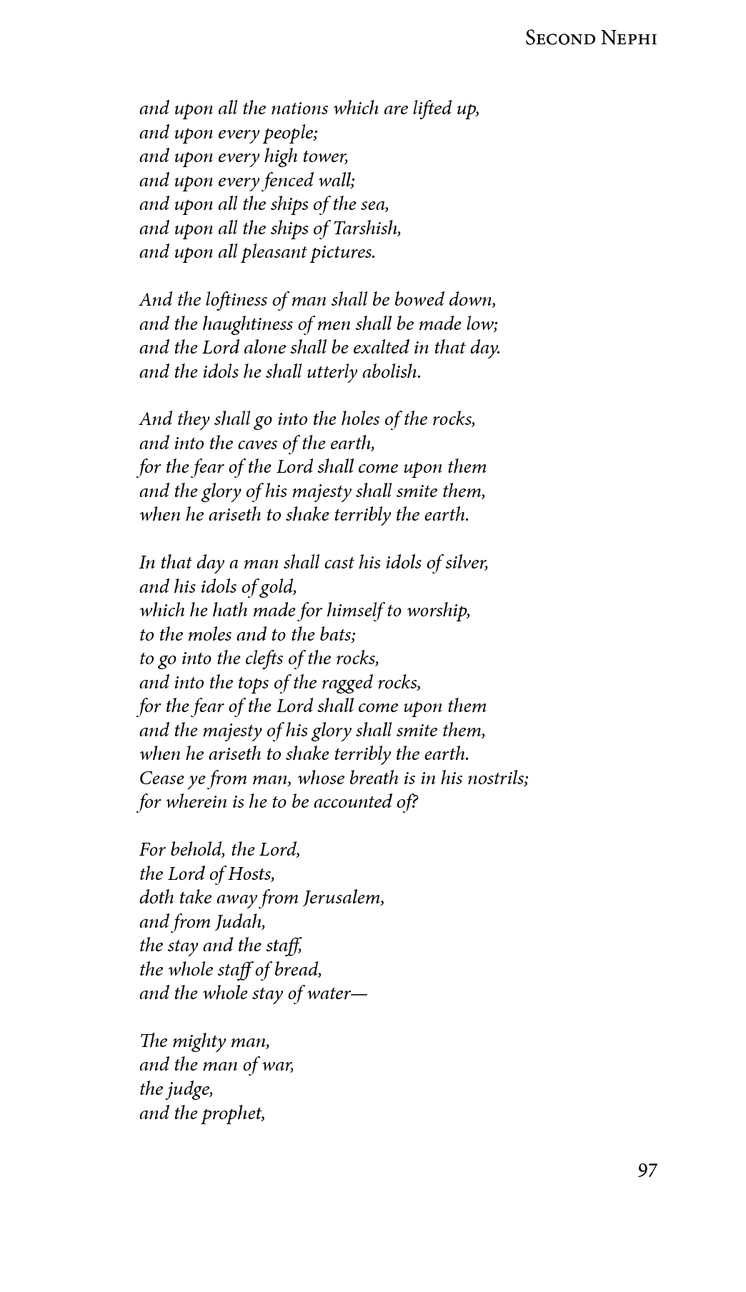 Second Nephi
and upon all the nations which are lifted up,
and upon every people;
and upon every high tower,
and upon every fenced wall;
and upon all the ships of the sea,
and upon all the ships of Tarshish,
and upon all pleasant pictures.
And the loftiness of man shall be bowed down,
and the haughtiness of men shall be made low;
and the Lord alone shall be exalted in that day.
and the idols he shall utterly abolish.
And they shall go into the holes of the rocks,
and into the caves of the earth,
for the fear of the Lord shall come upon them
and the glory of his majesty shall smite them,
when he ariseth to shake terribly the earth.
In that day a man shall cast his idols of silver,
and his idols of gold,
which he hath made for himself to worship,
to the moles and to the bats;
to go into the clefts of the rocks,
and into the tops of the ragged rocks,
for the fear of the Lord shall come upon them
and the majesty of his glory shall smite them,
when he ariseth to shake terribly the earth.
Cease ye from man, whose breath is in his nostrils;
for wherein is he to be accounted of?
For behold, the Lord,
the Lord of Hosts,
doth take away from Jerusalem,
and from Judah,
the stay and the staff,
the whole staff of bread,
and the whole stay of water—
The mighty man,
and the man of war,
the judge,
and the prophet,
97